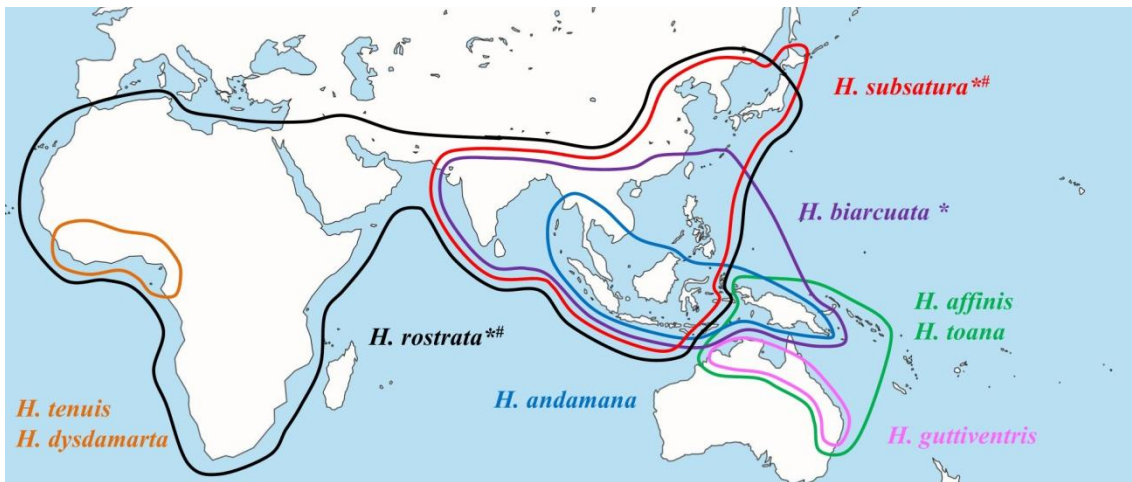 H. subsatura*#
H. biarcuata *
H. affinis
H. toana
H. rostrata*#
H. andamana
H. tenuis
H. dysdamarta
H. guttiventris